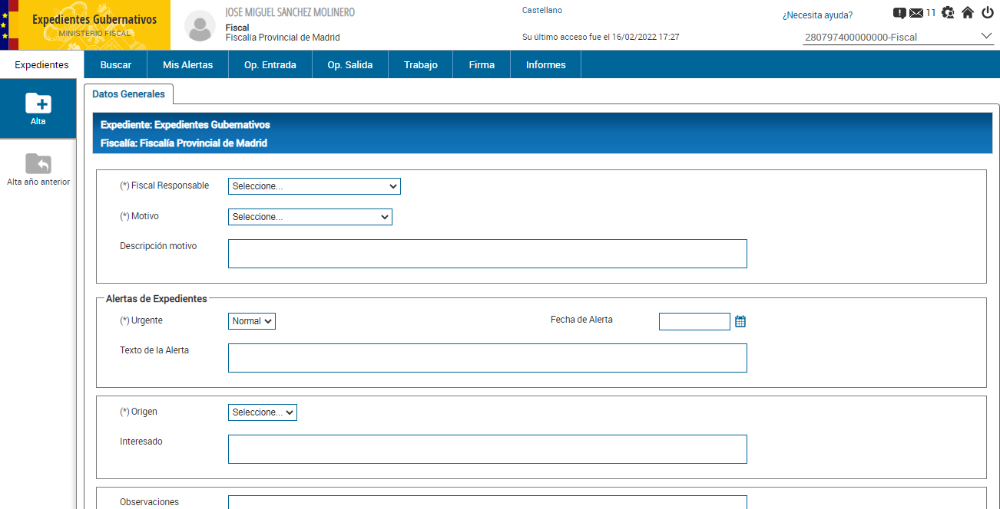 Expedientes Gubernativos
MINISTERIO FISCAL
JOSE MIGUEL SANCHEZ MOLINERO
Fiscal
Fiscalía Provincial de Madrid
Castellano
Su último acceso fue el 16/02/2022 17:27
¿Necesita ayuda?
11
280797400000000-Fiscal
Expedientes
Buscar
Mis Alertas
Op. Entrada
Op. Salida
Trabajo
Firma
Informes
Alta
Alta año anterior
Datos Generales
Expediente: Expedientes Gubernativos
Fiscalía: Fiscalía Provincial de Madrid
(*) Fiscal Responsable
Seleccione...
(*) Motivo
Seleccione...
Descripción motivo
Alertas de Expedientes
(*) Urgente
Normal
Fecha de Alerta
Texto de la Alerta
(*) Origen
Seleccione...
Interesado
Observaciones